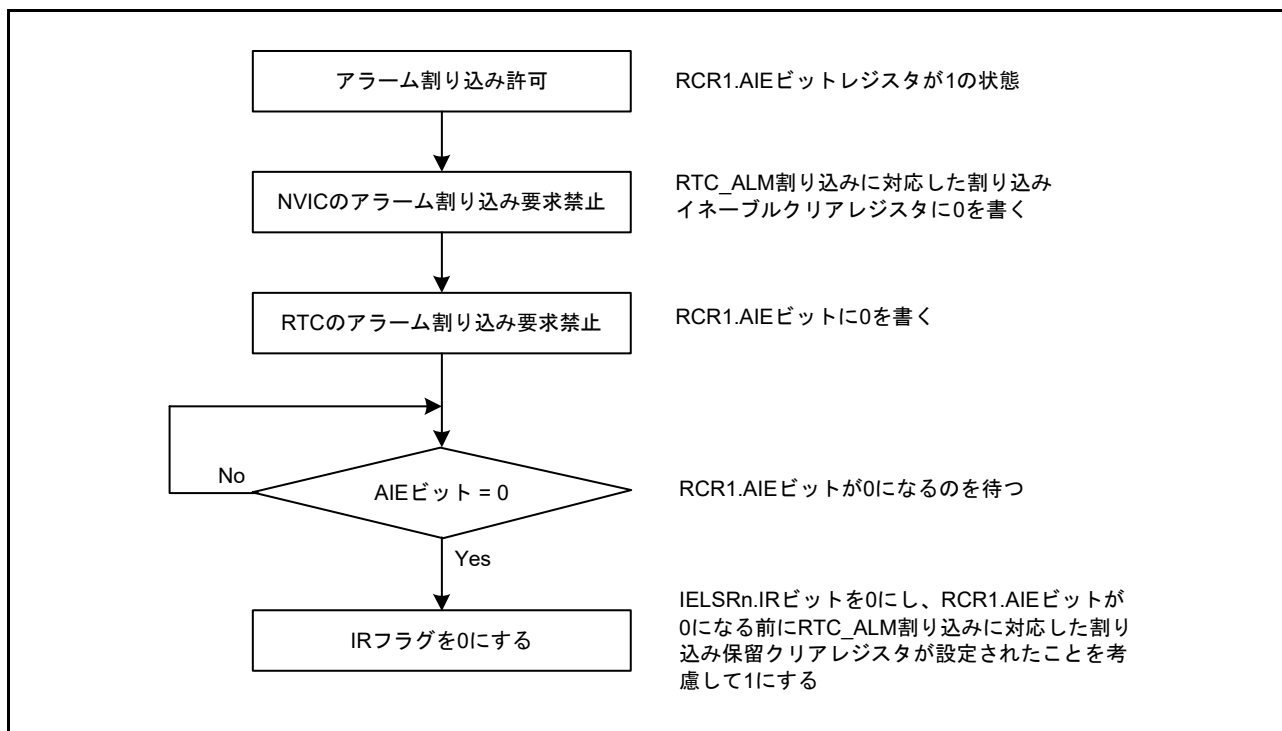 アラーム割り込み許可
RCR1.AIEビットレジスタが1の状態
NVICのアラーム割り込み要求禁止
RTC_ALM割り込みに対応した割り込み
イネーブルクリアレジスタに0を書く
RTCのアラーム割り込み要求禁止
RCR1.AIEビットに0を書く
No
AIEビット = 0
RCR1.AIEビットが0になるのを待つ
Yes
IRフラグを0にする
IELSRn.IRビットを0にし、RCR1.AIEビットが
0になる前にRTC_ALM割り込みに対応した割り
込み保留クリアレジスタが設定されたことを考
慮して1にする